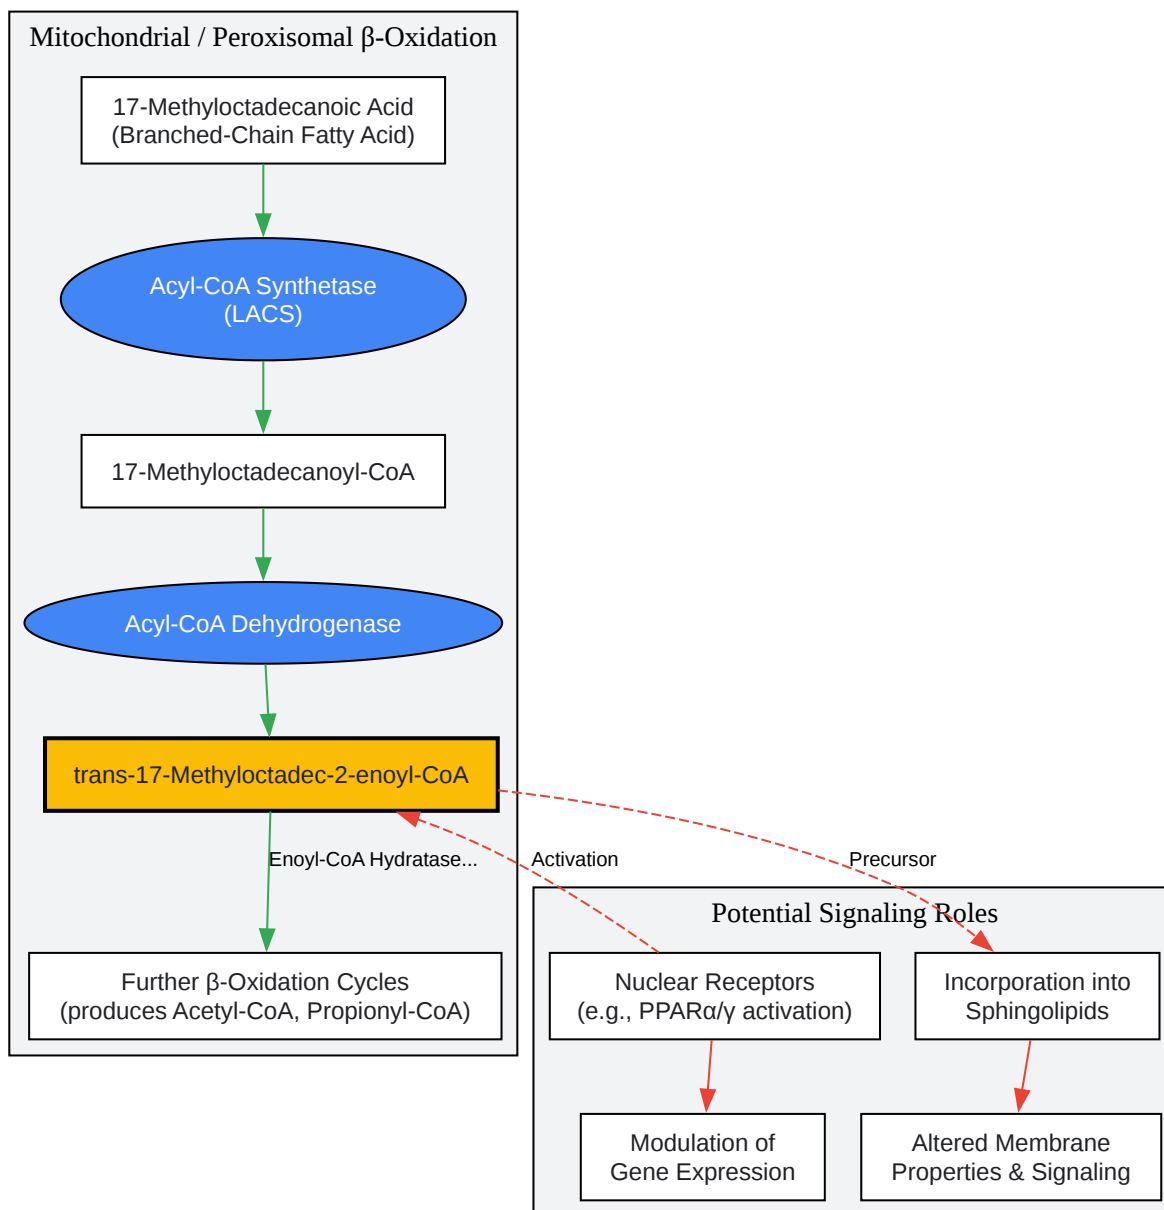 Mitochondrial / Peroxisomal β-Oxidation
17-Methyloctadecanoic Acid
(Branched-Chain Fatty Acid)
Acyl-CoA Synthetase
(LACS)
17-Methyloctadecanoyl-CoA
Acyl-CoA Dehydrogenase
trans-17-Methyloctadec-2-enoyl-CoA
Enoyl-CoA Hydratase...
Activation
Precursor
Further β-Oxidation Cycles
(produces Acetyl-CoA, Propionyl-CoA)
Potential Signaling Roles
Nuclear Receptors
(e.g., PPARα/γ activation)
Incorporation into
Sphingolipids
Modulation of
Gene Expression
Altered Membrane
Properties & Signaling